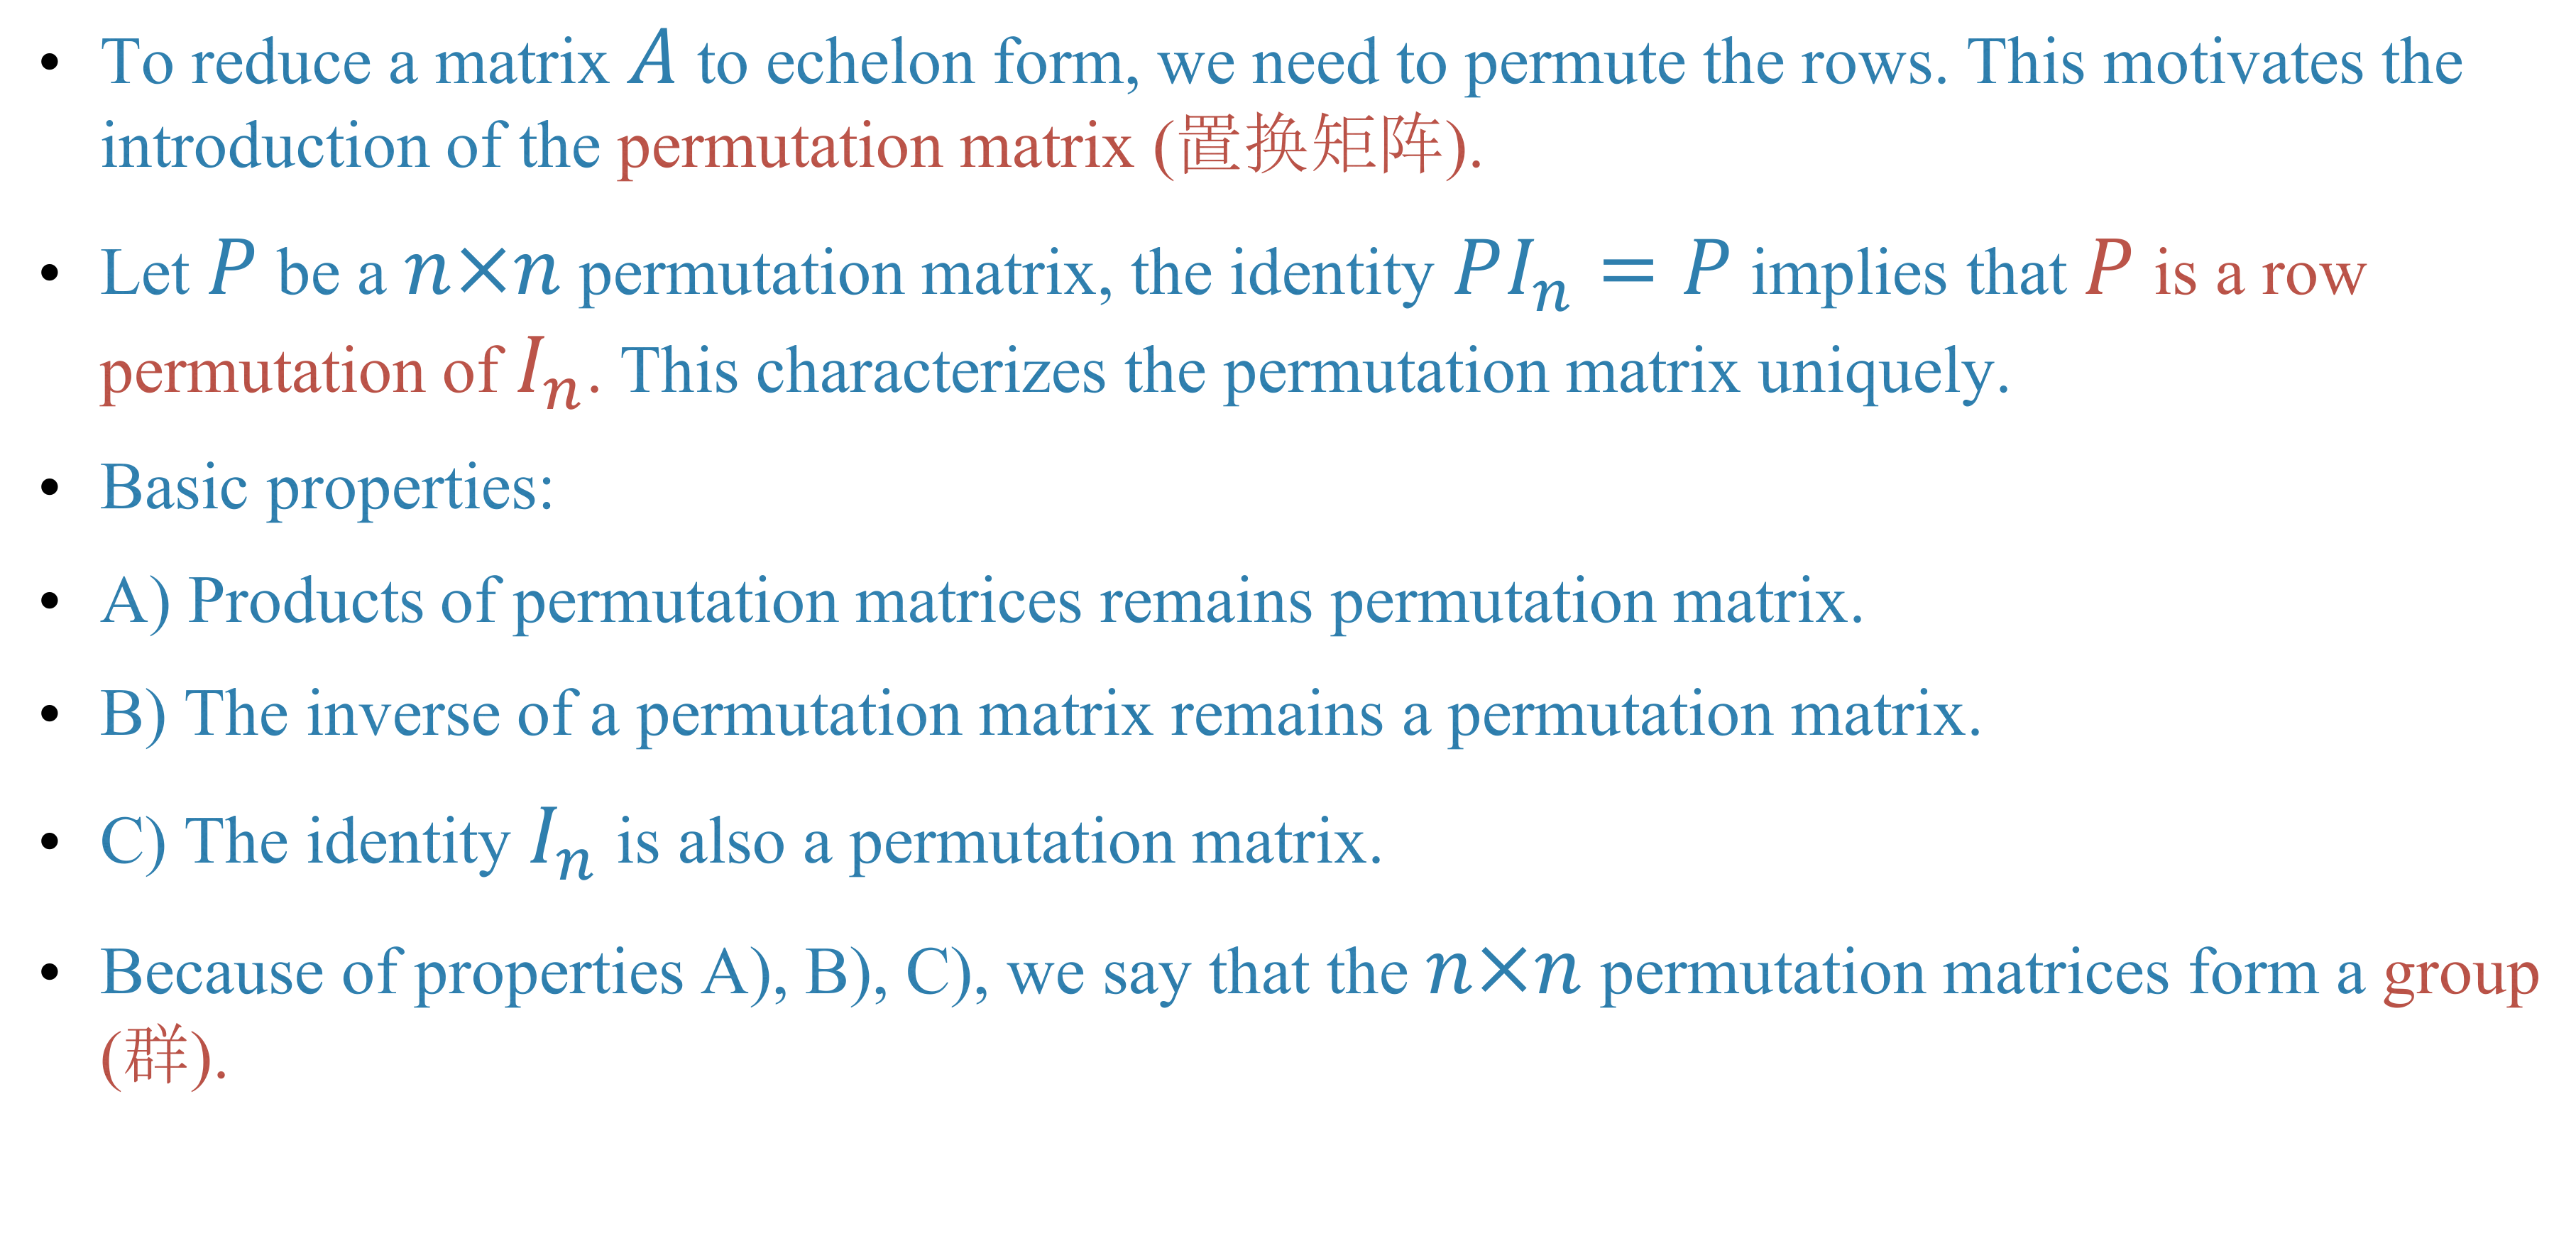 • To reduce a matrix A to echelon form, we need to permute the rows. This motivates the
introduction of the permutation matrix (置换矩阵).
• Let P be a n×n permutation matrix, the identity PIₙ = P implies that P is a row
permutation of Iₙ. This characterizes the permutation matrix uniquely.
• Basic properties:
• A) Products of permutation matrices remains permutation matrix.
• B) The inverse of a permutation matrix remains a permutation matrix.
• C) The identity Iₙ is also a permutation matrix.
• Because of properties A), B), C), we say that the n×n permutation matrices form a group
(群).